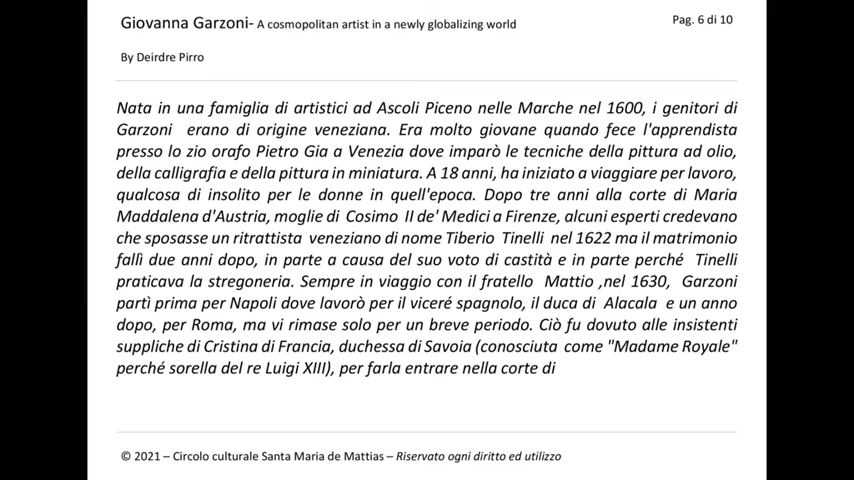 Giovanna Garzoni- A cosmopolitan artist in a newly globalizing world
Pag. 6 di 10
By Deirdre Pirro
Nata in una famiglia di artistici ad Ascoli Piceno nelle Marche nel 1600, i genitori di
Garzoni erano di origine veneziana. Era molto giovane quando fece l'apprendista
presso lo zio orafo Pietro Gia a Venezia dove imparò le tecniche della pittura ad olio,
della calligrafia e della pittura in miniatura. A 18 anni, ha iniziato a viaggiare per lavoro,
qualcosa di insolito per le donne in quell'epoca. Dopo tre anni alla corte di Maria
Maddalena d'Austria, moglie di Cosimo II de' Medici a Firenze, alcuni esperti credevano
che sposasse un ritrattista veneziano di nome Tiberio Tinelli nel 1622 ma il matrimonio
fallì due anni dopo, in parte a causa del suo voto di castità e in parte perché Tinelli
praticava la stregoneria. Sempre in viaggio con il fratello Mattio ,nel 1630, Garzoni
partì prima per Napoli dove lavorò per il viceré spagnolo, il duca di Alacala e un anno
dopo, per Roma, ma vi rimase solo per un breve periodo. Ciò fu dovuto alle insistenti
suppliche di Cristina di Francia, duchessa di Savoia (conosciuta come "Madame Royale"
perché sorella del re Luigi XIII), per farla entrare nella corte di
© 2021 – Circolo culturale Santa Maria de Mattias – Riservato ogni diritto ed utilizzo